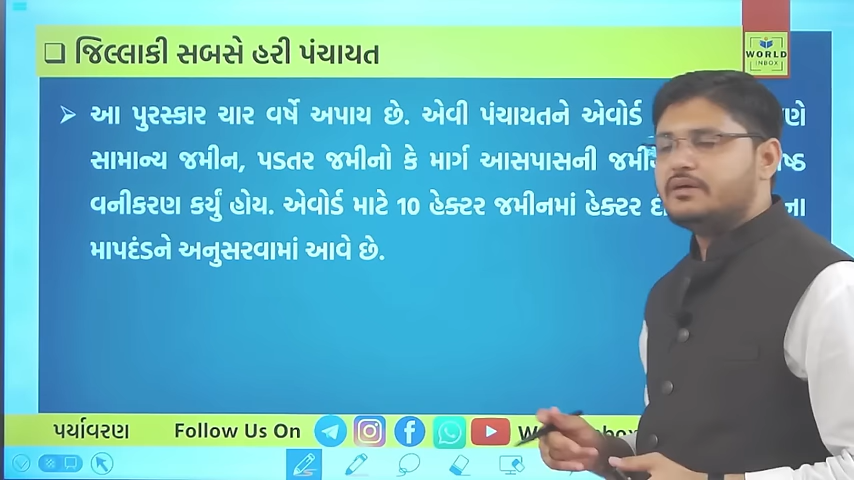 ❑ જિલ્લાકી સબસે હરી પંચાયત
WORLD
INBOX
➢ આ પુરસ્કાર ચાર વર્ષે અપાય છે. એવી પંચાયતને એવોર્ડ
સામાન્ય જમીન, પડતર જમીનો કે માર્ગ આસપાસની
વનીકરણ કર્યું હોય. એવોર્ડ માટે 10 હેક્ટર જમીનમાં હેક્ટર
માપદંડને અનુસરવામાં આવે છે.
પર્યાવરણ Follow Us On